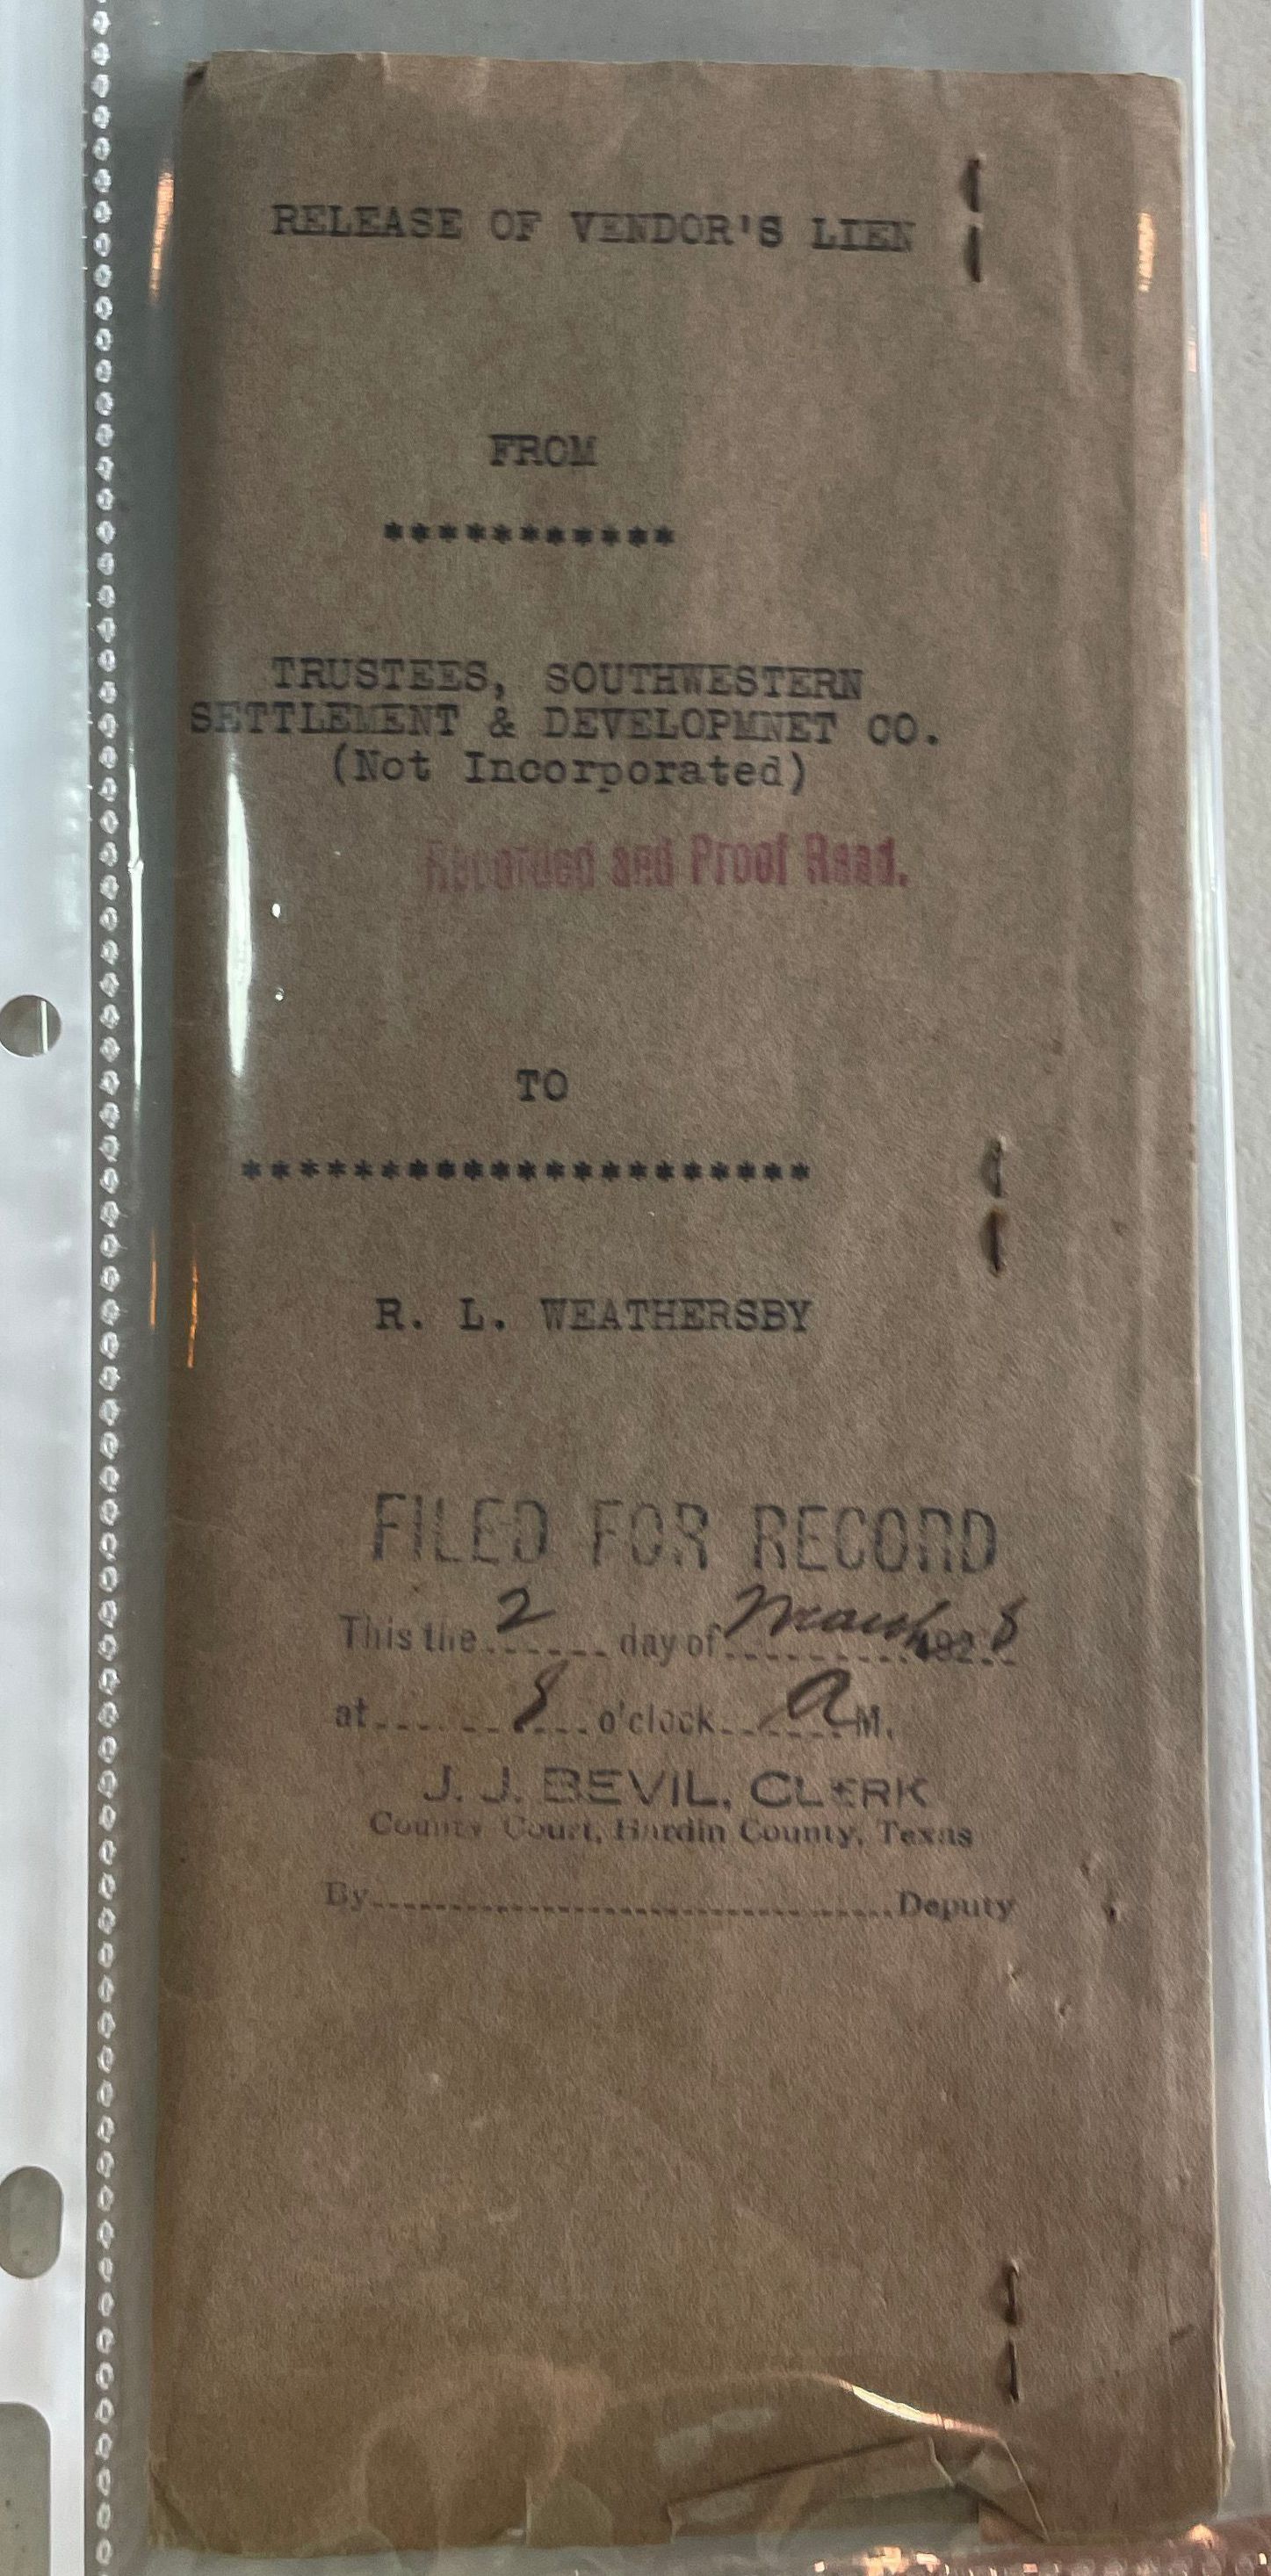 RELEASE OF VENDOR'S LIEN
FROM
***********
TRUSTEES, SOUTHWESTERN
SETTLEMENT & DEVELOPMNET CO.
(Not Incorporated)
Recorded and Proof Read.
TO
*********************
R. L. WEATHERSBY
FILED FOR RECORD
This the 2 day of March 1928
at 8 o'clock A M.
J. J. BEVIL, CLERK
County Court, Hardin County, Texas
By Deputy